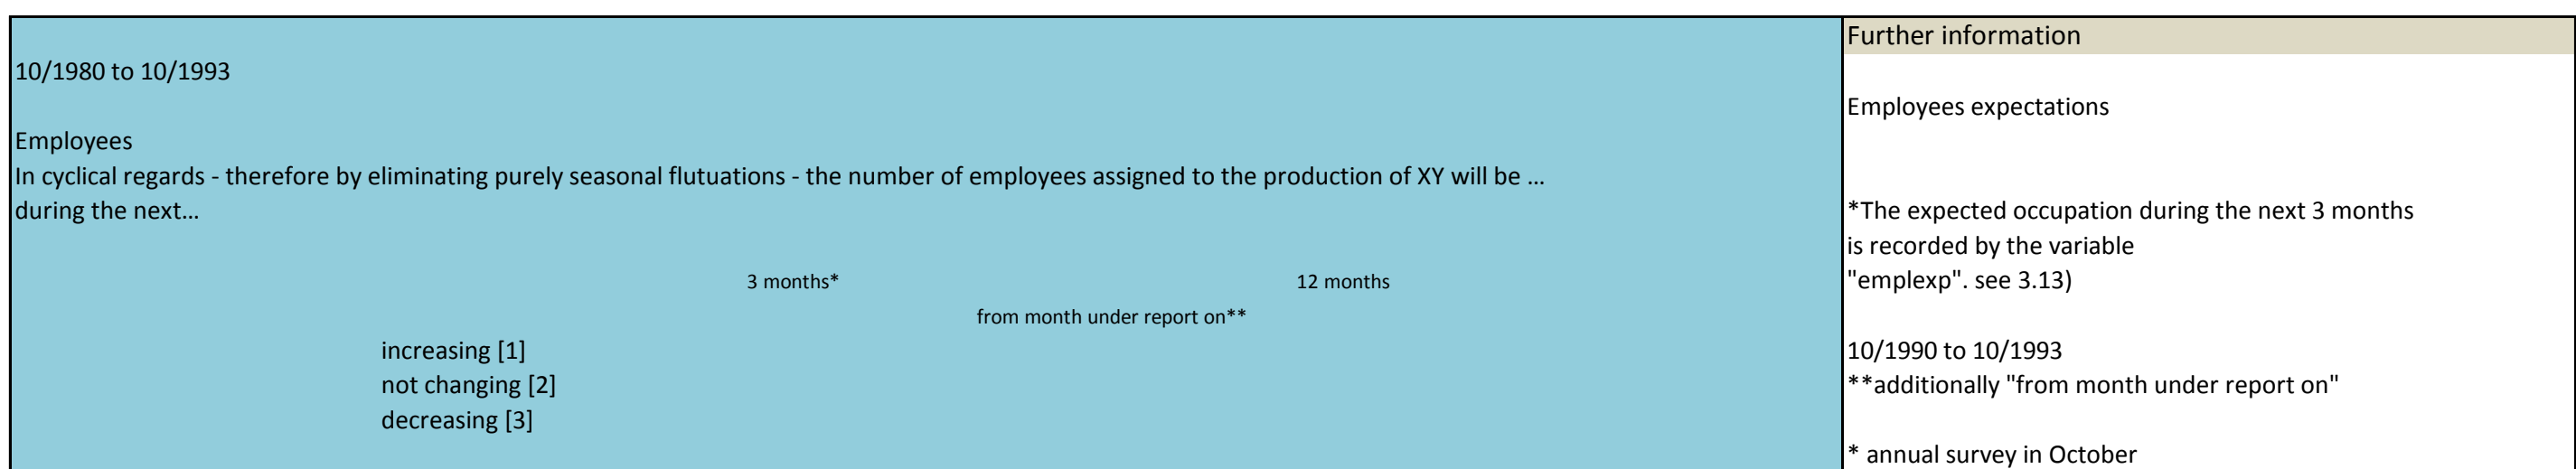 10/1980 to 10/1993
Employees
In cyclical regards - therefore by eliminating purely seasonal flutuations - the number of employees assigned to the production of XY will be ...
during the next...
3 months*
12 months
from month under report on**
increasing [1]
not changing [2]
decreasing [3]
Further information
Employees expectations
*The expected occupation during the next 3 months
is recorded by the variable
"emplexp". see 3.13)
10/1990 to 10/1993
**additionally "from month under report on"
* annual survey in October